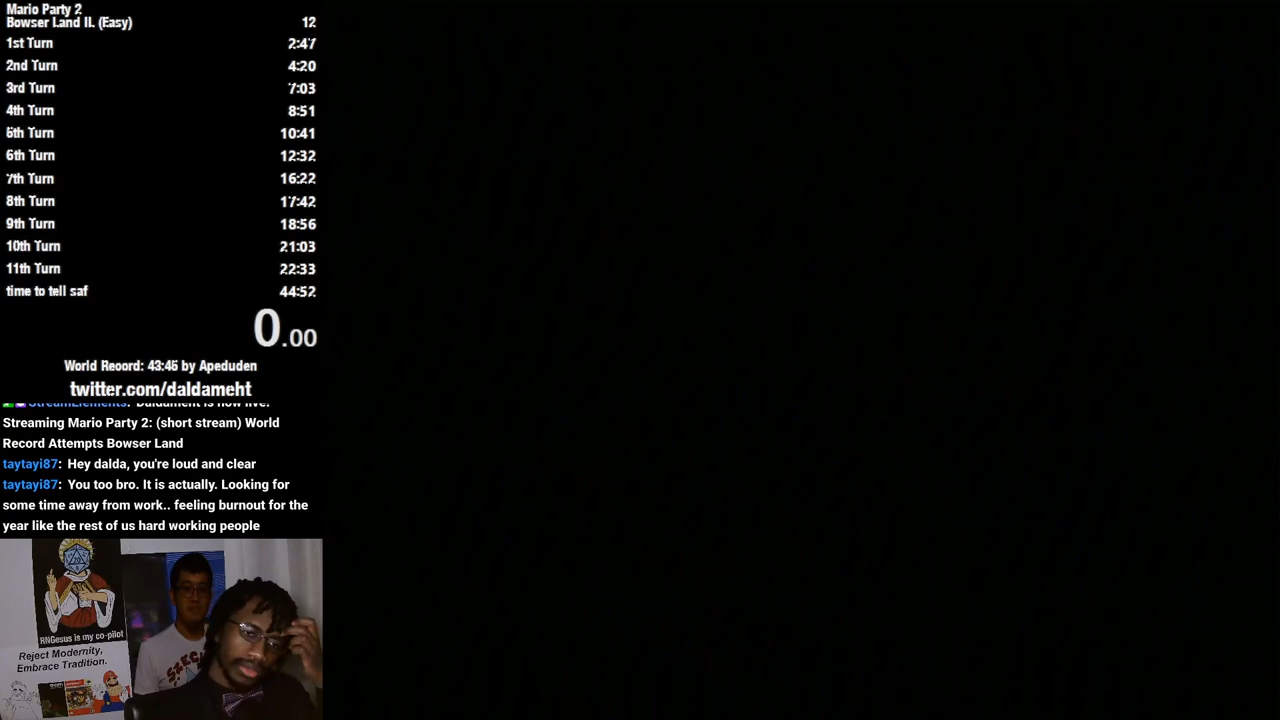 Mario Party 2
Bowser Land II. (Easy) 12
1st Turn 2:47
2nd Turn 4:20
3rd Turn 7:03
4th Turn 8:51
5th Turn 10:41
6th Turn 12:32
7th Turn 16:22
8th Turn 17:42
9th Turn 18:56
10th Turn 21:03
11th Turn 22:33
time to tell saf 44:52
0.00
World Record: 43:45 by Apeduden
twitter.com/daldameht
StreamElements: Daldameht is now live!
Streaming Mario Party 2: (short stream) World
Record Attempts Bowser Land
taytayi87: Hey dalda, you're loud and clear
taytayi87: You too bro. It is actually. Looking for
some time away from work.. feeling burnout for the
year like the rest of us hard working people
RNGesus is my co-pilot
Reject Modernity,
Embrace Tradition.